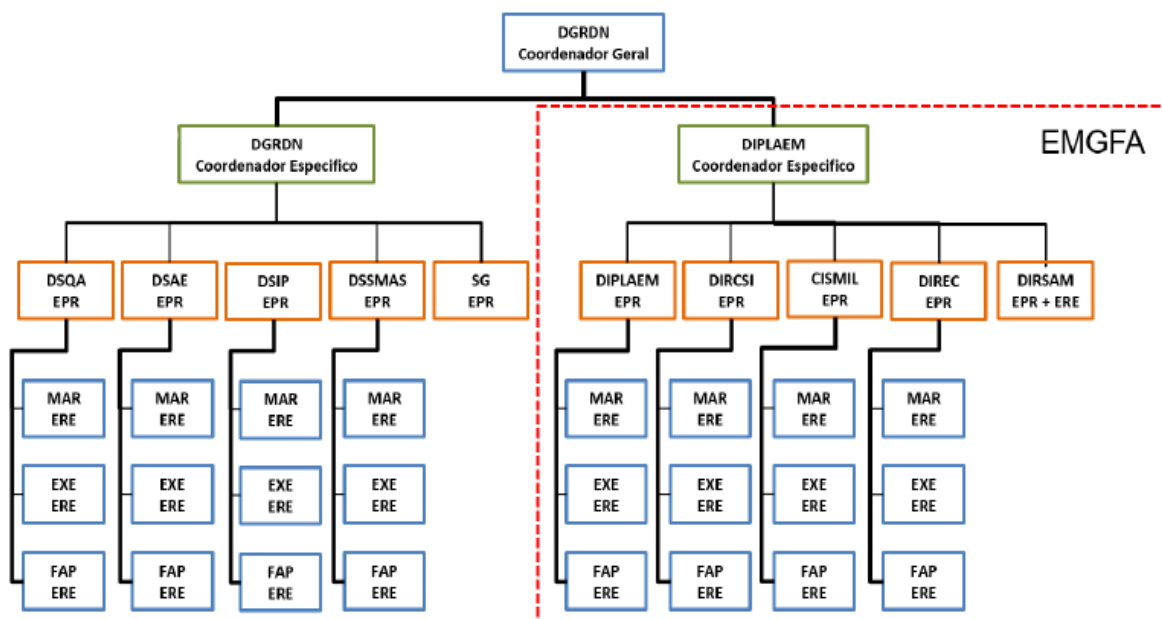 DGRDN
Coordenador Geral
EMGFA
DGRDN
Coordenador Especifico
DIPLAEM
Coordenador Especifico
DSQA
EPR
DSAE
EPR
DSIP
EPR
DSSMAS
EPR
SG
EPR
DIPLAEM
EPR
DIRCSI
EPR
CISMIL
EPR
DIREC
EPR
DIRSAM
EPR + ERE
MAR
ERE
MAR
ERE
MAR
ERE
MAR
ERE
MAR
ERE
MAR
ERE
MAR
ERE
MAR
ERE
EXE
ERE
EXE
ERE
EXE
ERE
EXE
ERE
EXE
ERE
EXE
ERE
EXE
ERE
EXE
ERE
FAP
ERE
FAP
ERE
FAP
ERE
FAP
ERE
FAP
ERE
FAP
ERE
FAP
ERE
FAP
ERE